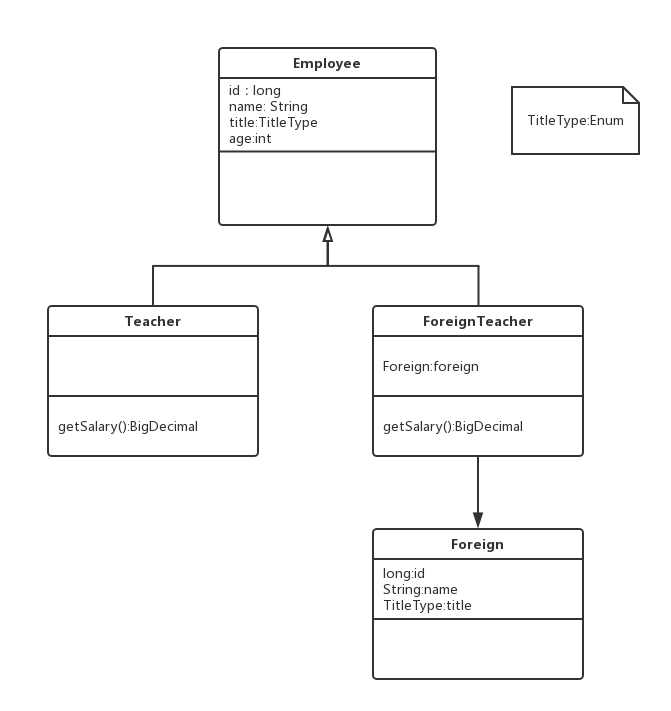 Employee
id : long
name: String
title:TitleType
age:int
TitleType:Enum
Teacher
getSalary():BigDecimal
ForeignTeacher
Foreign:foreign
getSalary():BigDecimal
Foreign
long:id
String:name
TitleType:title